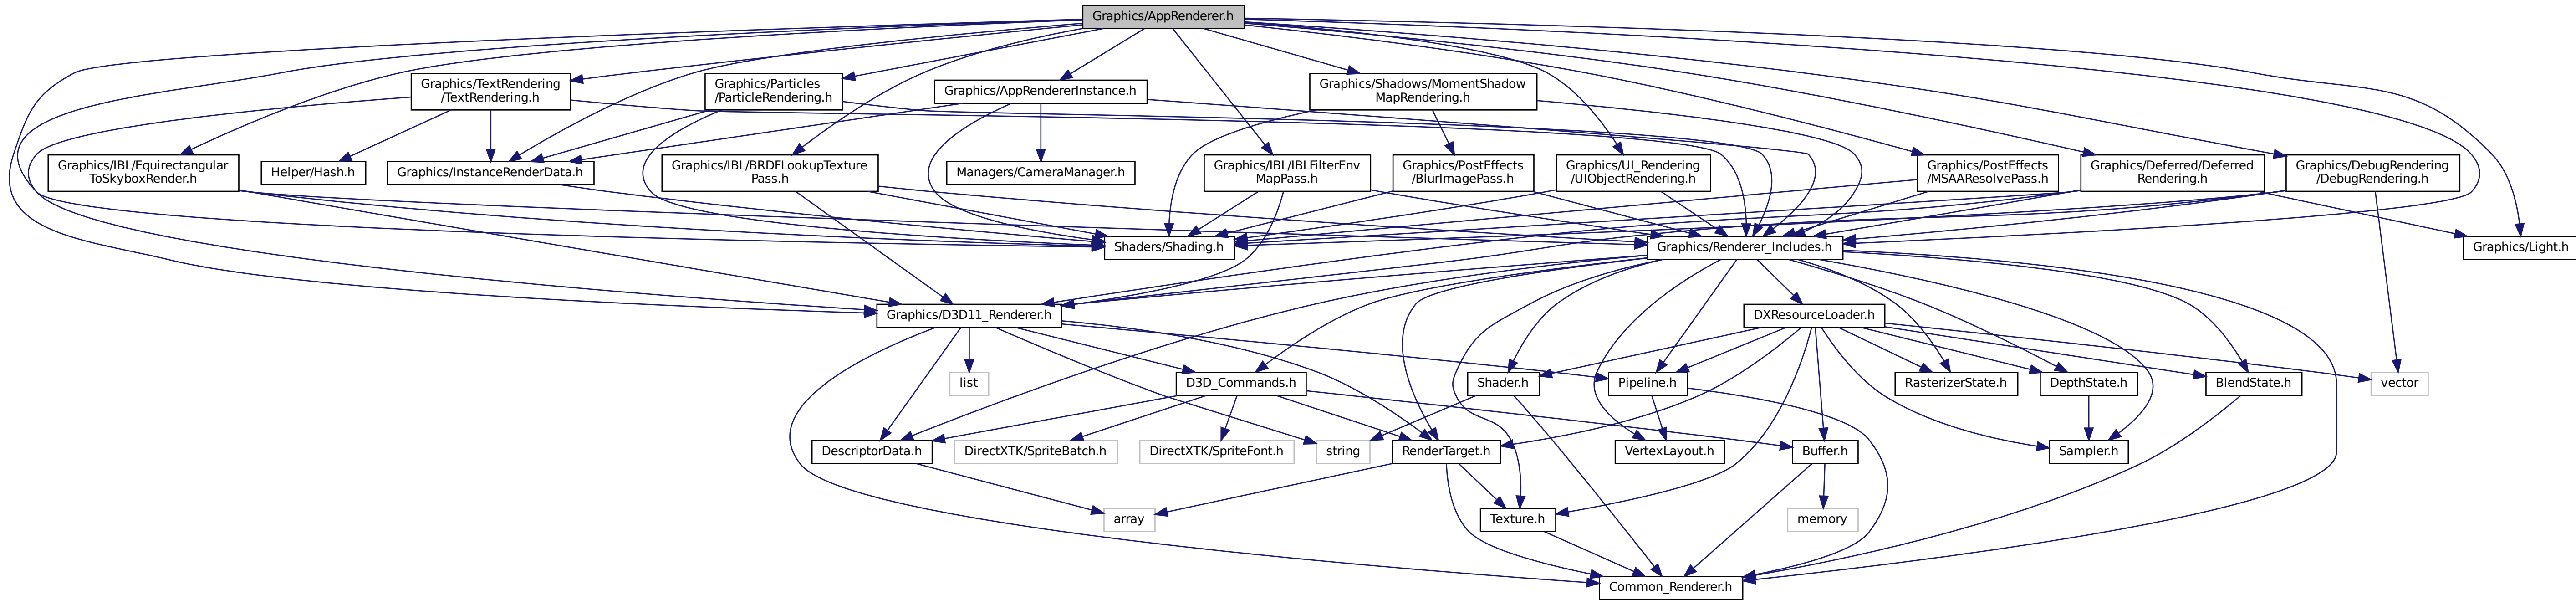 Graphics/AppRenderer.h
Graphics/TextRendering
/TextRendering.h
Graphics/Particles
/ParticleRendering.h
Graphics/AppRendererInstance.h
Graphics/Shadows/MomentShadow
MapRendering.h
Graphics/IBL/Equirectangular
ToSkyboxRender.h
Helper/Hash.h
Graphics/InstanceRenderData.h
Graphics/IBL/BRDFLookupTexture
Pass.h
Managers/CameraManager.h
Graphics/IBL/IBLFilterEnv
MapPass.h
Graphics/PostEffects
/BlurImagePass.h
Graphics/UI_Rendering
/UIObjectRendering.h
Graphics/PostEffects
/MSAAResolvePass.h
Graphics/Deferred/Deferred
Rendering.h
Graphics/DebugRendering
/DebugRendering.h
Shaders/Shading.h
Graphics/Renderer_Includes.h
Graphics/Light.h
Graphics/D3D11_Renderer.h
DXResourceLoader.h
list
D3D_Commands.h
Shader.h
Pipeline.h
RasterizerState.h
DepthState.h
BlendState.h
vector
DescriptorData.h
DirectXTK/SpriteBatch.h
DirectXTK/SpriteFont.h
string
RenderTarget.h
VertexLayout.h
Buffer.h
Sampler.h
array
Texture.h
memory
Common_Renderer.h